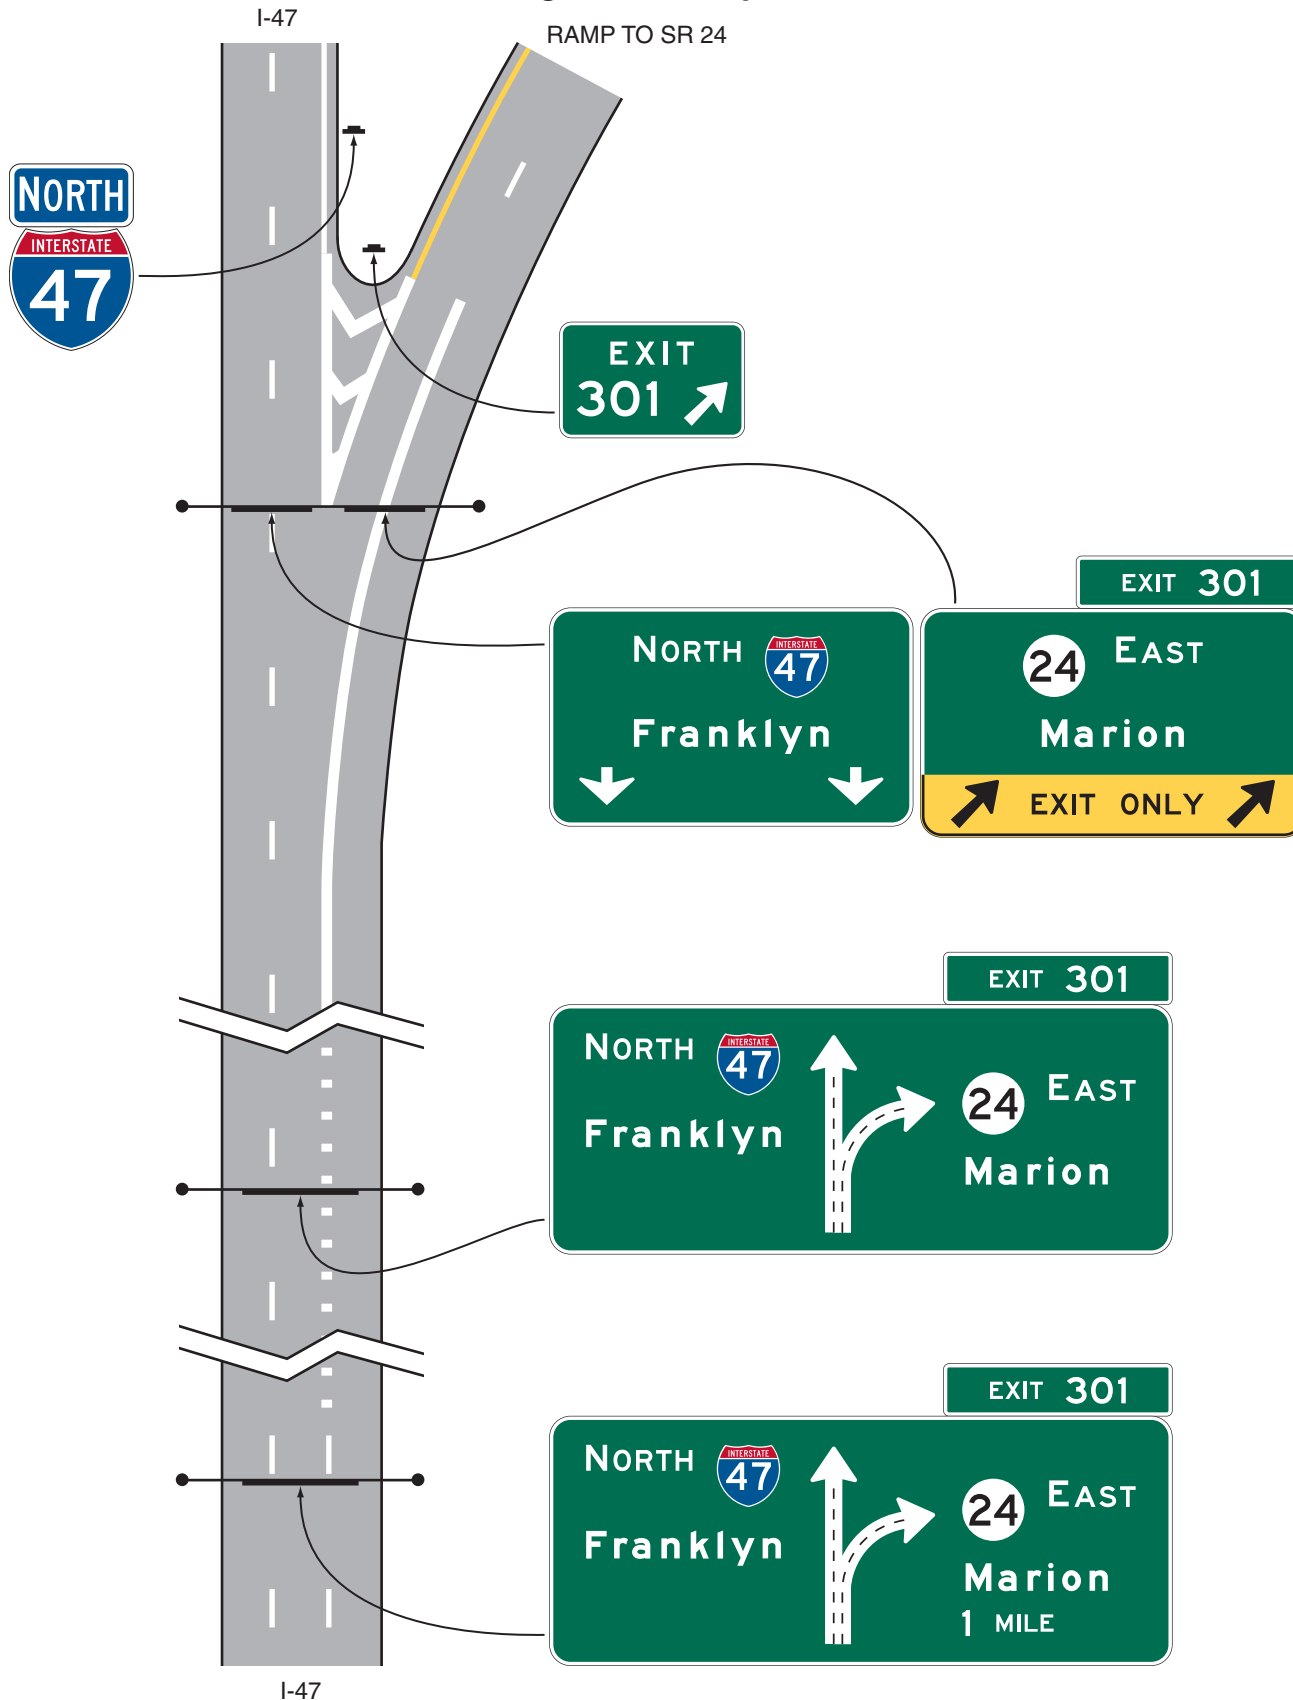 I-47
RAMP TO SR 24
NORTH
INTERSTATE
47
EXIT
301
EXIT 301
NORTH
INTERSTATE
47
Franklyn
24 EAST
Marion
EXIT ONLY
EXIT 301
NORTH
INTERSTATE
47
Franklyn
24 EAST
Marion
EXIT 301
NORTH
INTERSTATE
47
Franklyn
24 EAST
Marion
1 MILE
I-47